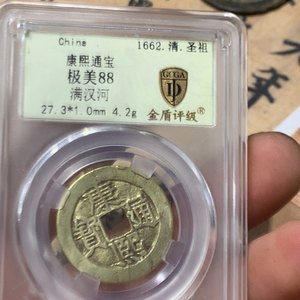 China 1662.清.圣祖
康熙通宝
极美88
满汉河
27.3*1.0mm 4.2g
GCGA
金盾评级®
康熙通寶